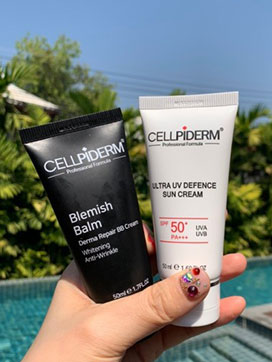 CELLPiDERM
Professional Formula
Blemish
Balm
Derma Repair BB Cream
Whitening
Anti-Wrinkle
50ml
CELLPiDERM®
Professional Formula
ULTRA UV DEFENCE
SUN CREAM
SPF 50+
PA+++
UVA
UVB
50ml